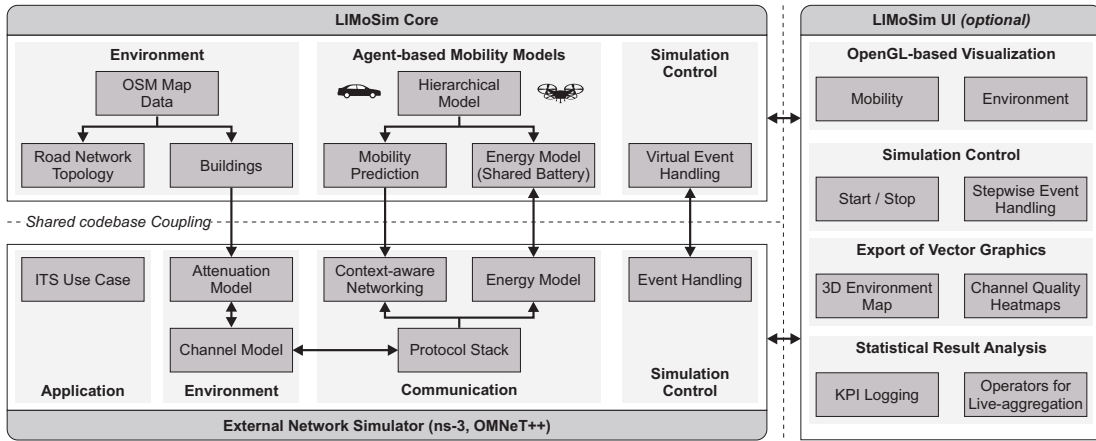 LIMoSim Core
Environment
OSM Map
Data
Road Network
Topology
Buildings
Agent-based Mobility Models
Hierarchical
Model
Mobility
Prediction
Energy Model
(Shared Battery)
Simulation
Control
Virtual Event
Handling
Shared codebase Coupling
ITS Use Case
Application
Attenuation
Model
Channel Model
Environment
Context-aware
Networking
Energy Model
Protocol Stack
Communication
Event Handling
Simulation
Control
External Network Simulator (ns-3, OMNeT++)
LIMoSim UI (optional)
OpenGL-based Visualization
Mobility
Environment
Simulation Control
Start / Stop
Stepwise Event
Handling
Export of Vector Graphics
3D Environment
Map
Channel Quality
Heatmaps
Statistical Result Analysis
KPI Logging
Operators for
Live-aggregation